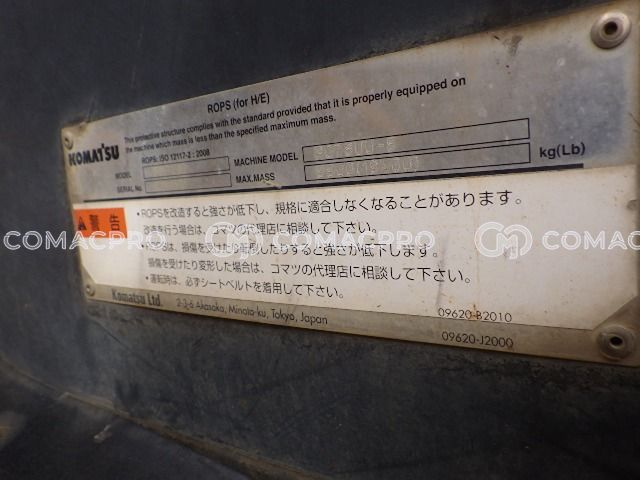 ROPS (for H/E)
This protective structure complies with the standard provided that it is properly equipped on
the machine which mass is less than the specified maximum mass.
KOMATSU
ROPS: ISO 12117-2 : 2008
MODEL
MACHINE MODEL
SERIAL No.
MAX.MASS
kg(Lb)
警告
・ROPSを改造すると強さが低下し、規格に適合しなくなることがあります。
改造を行う場合は、コマツの代理店に相談して下さい。
・ROPSは、損傷を受けたり変形したりすると強さが低下します。
損傷を受けたり変形した場合は、コマツの代理店に相談して下さい。
・運転時は、必ずシートベルトを着用して下さい。
Komatsu Ltd.
2-3-6 Akasaka, Minato-ku, Tokyo, Japan
09620-B2010
09620-J2000
COMACPRO
COMACPRO
COMACPRO